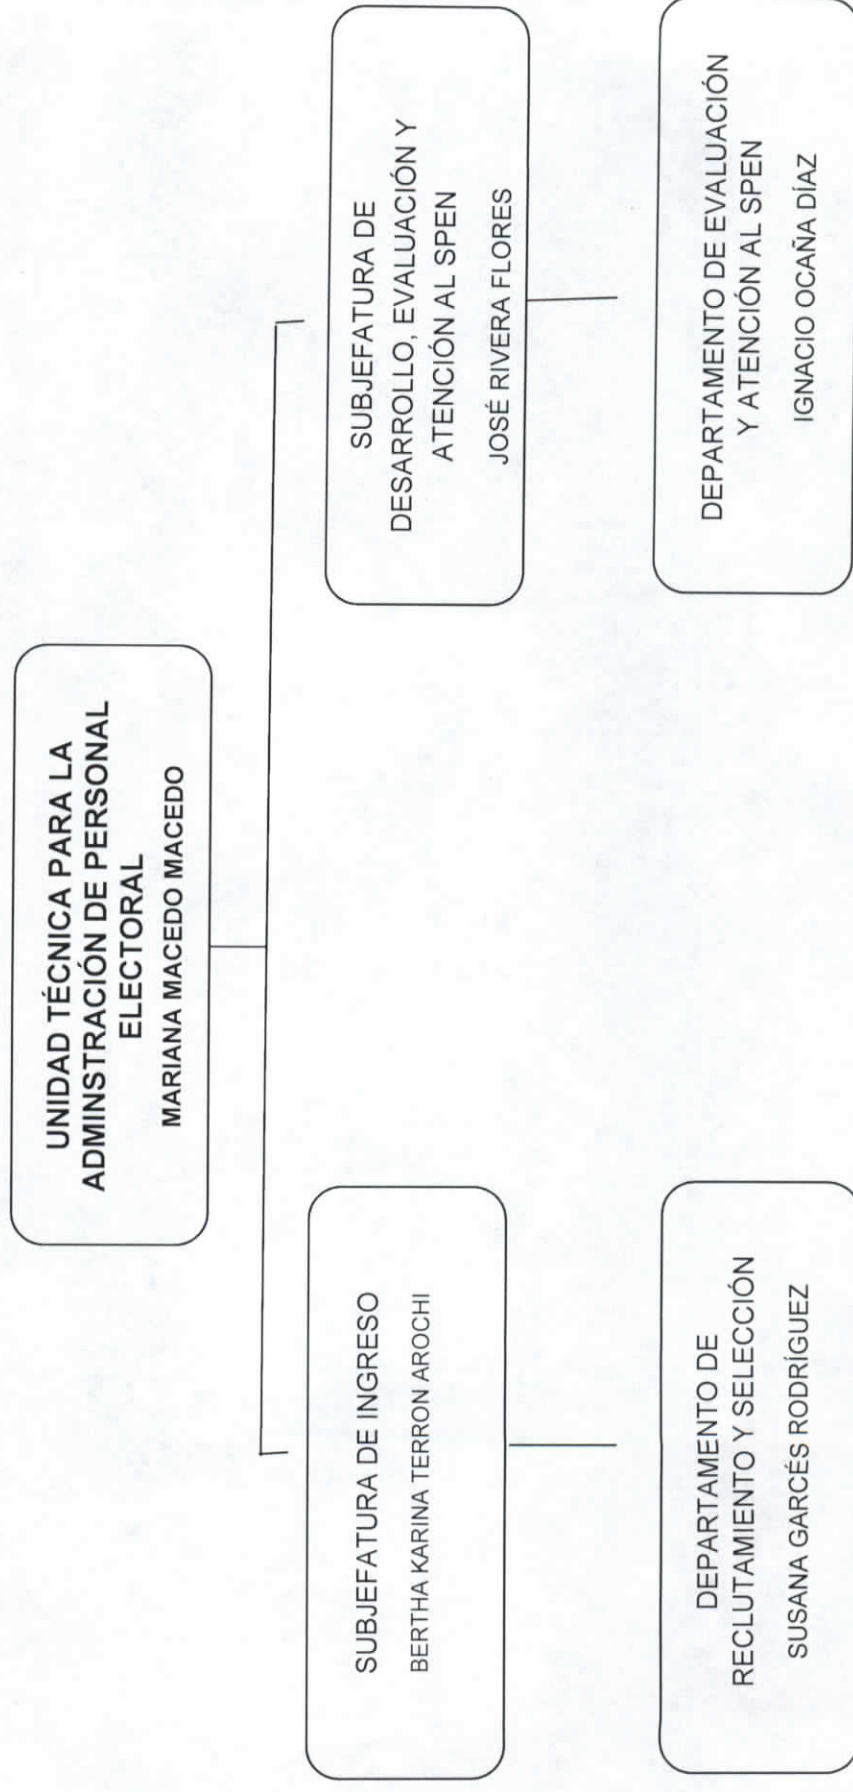 UNIDAD TÉCNICA PARA LA
ADMINSTRACIÓN DE PERSONAL
ELECTORAL
MARIANA MACEDO MACEDO
SUBJEFATURA DE INGRESO
BERTHA KARINA TERRON AROCHI
SUBJEFATURA DE
DESARROLLO, EVALUACIÓN Y
ATENCIÓN AL SPEN
JOSÉ RIVERA FLORES
DEPARTAMENTO DE
RECLUTAMIENTO Y SELECCIÓN
SUSANA GARCÉS RODRÍGUEZ
DEPARTAMENTO DE EVALUACIÓN
Y ATENCIÓN AL SPEN
IGNACIO OCAÑA DÍAZ